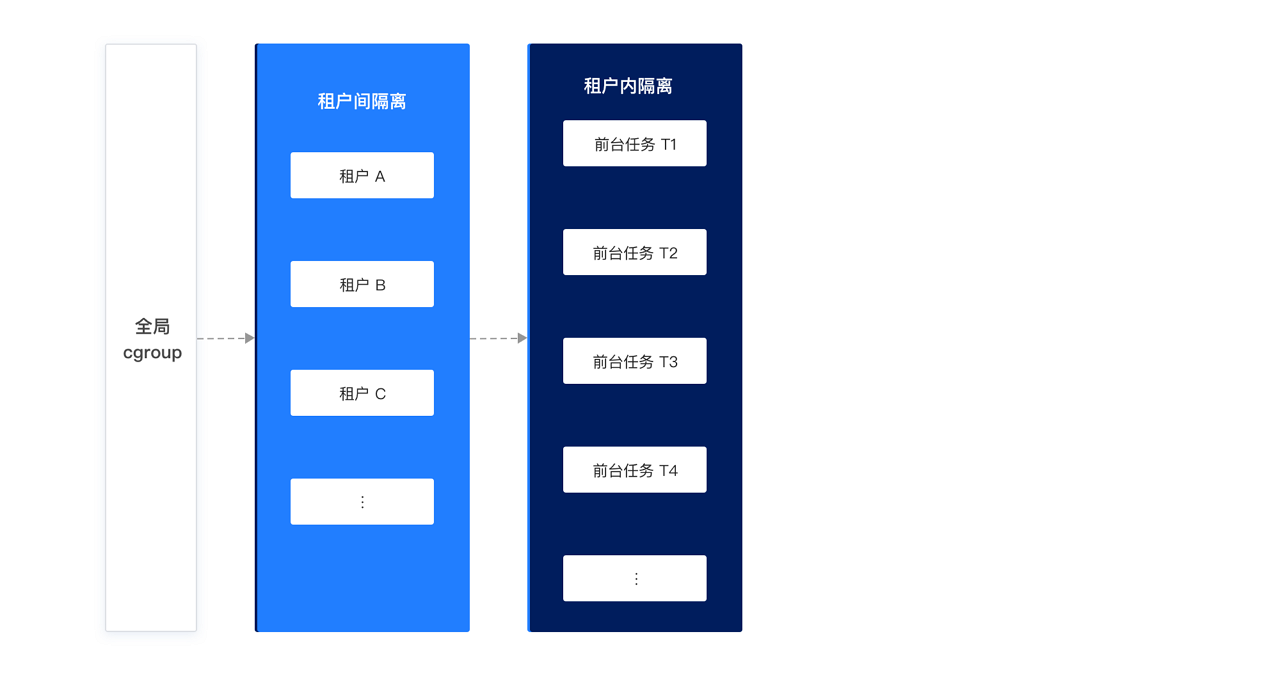 全局
cgroup
租户间隔离
租户 A
租户 B
租户 C
⋮
租户内隔离
前台任务 T1
前台任务 T2
前台任务 T3
前台任务 T4
⋮